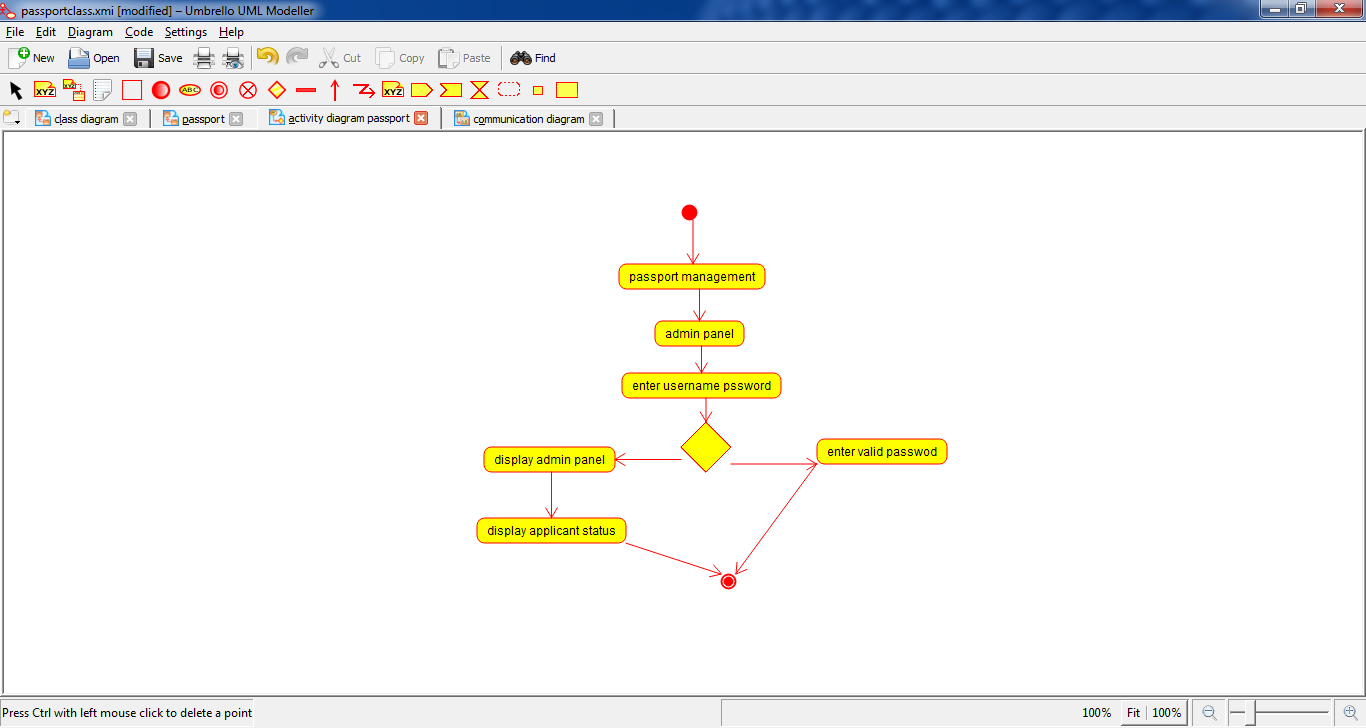 passportclass.xmi [modified] – Umbrello UML Modeller
File Edit Diagram Code Settings Help
New Open Save Cut Copy Paste Find
XYZ XYZ ABC XYZ
class diagram passport activity diagram passport communication diagram
passport management
admin panel
enter username pssword
enter valid passwod
display admin panel
display applicant status
Press Ctrl with left mouse click to delete a point 100% Fit 100%